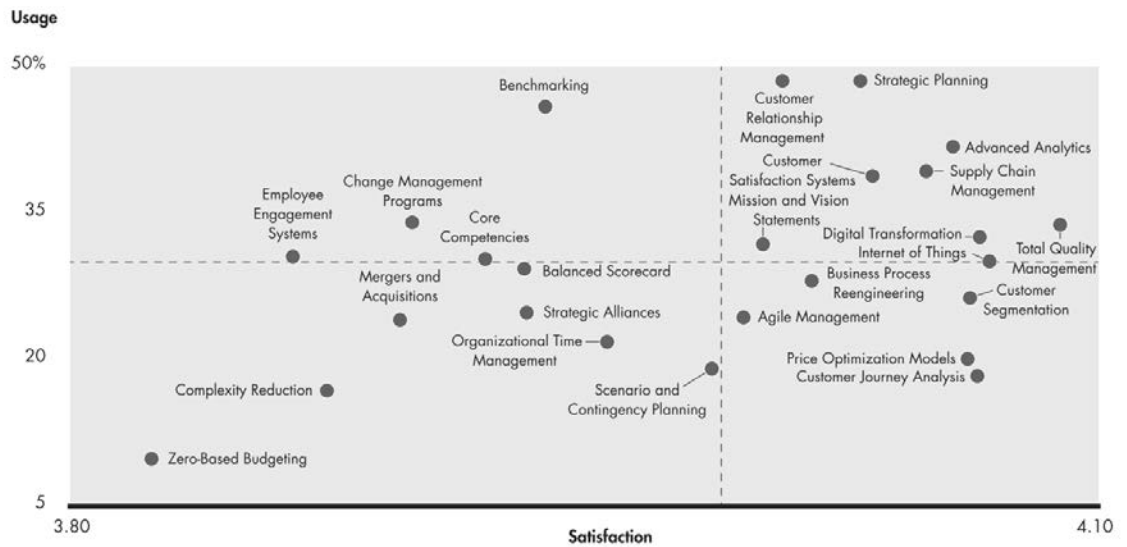 Usage
50%
Benchmarking
Strategic Planning
Customer
Relationship
Management
Advanced Analytics
Customer
Satisfaction Systems
Supply Chain
Management
Employee
Engagement
Systems
Change Management
Programs
Core
Competencies
Mission and Vision
Statements
35
Digital Transformation
Internet of Things
Total Quality
Management
Mergers and
Acquisitions
Balanced Scorecard
Business Process
Reengineering
Customer
Segmentation
Strategic Alliances
Agile Management
Organizational Time
Management
20
Price Optimization Models
Customer Journey Analysis
Complexity Reduction
Scenario and
Contingency Planning
Zero-Based Budgeting
5
3.80
Satisfaction
4.10